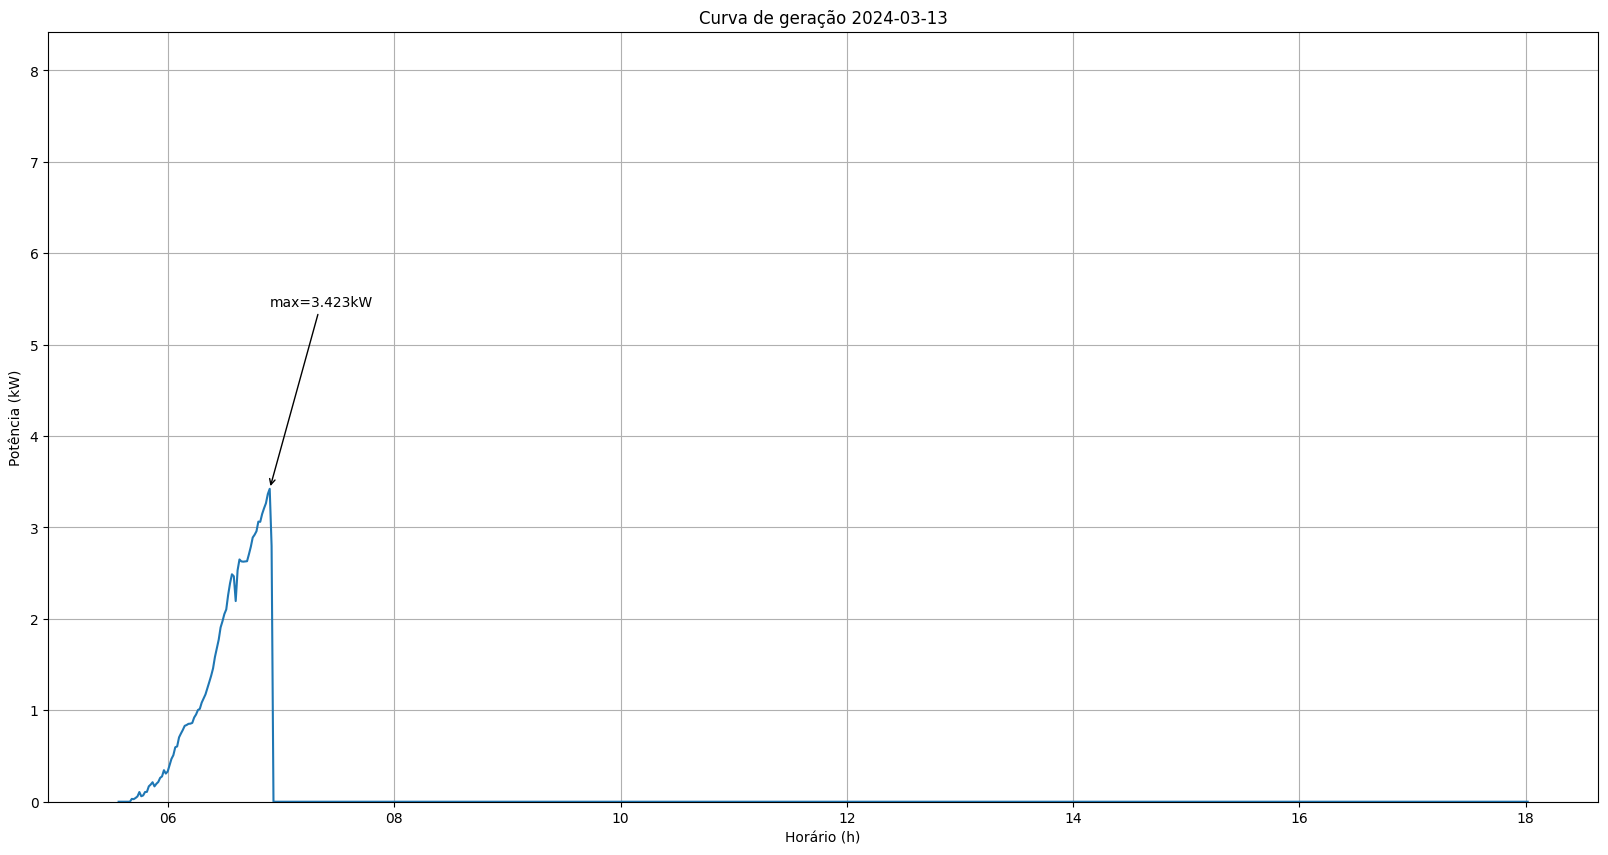 Curva de geração 2024-03-13
8
7
6
max=3.423kW
5
4
3
2
1
0
Potência (kW)
06 08 10 12 14 16 18
Horário (h)